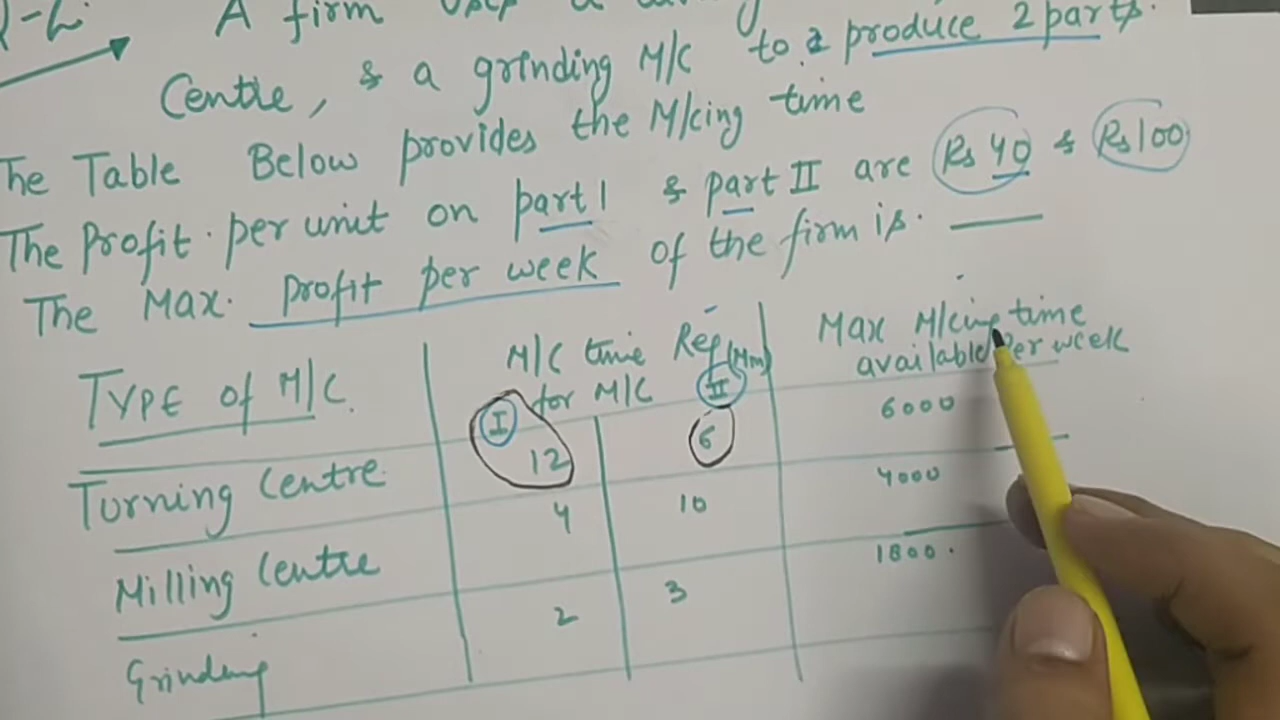 A firm
Centre, & a grinding M/C to 2 produce 2 parts.
The Table Below provides the M/cing time
The Profit per unit on part I & part II are Rs 40 & Rs 100
The Max. profit per week of the firm is.
TYPE of M/C. M/C time Req (Min) for M/C Max M/cing time available Per week
I II
Turning Centre 12 6 6000
Milling Centre 4 10 4000
Grinding 2 3 1800.